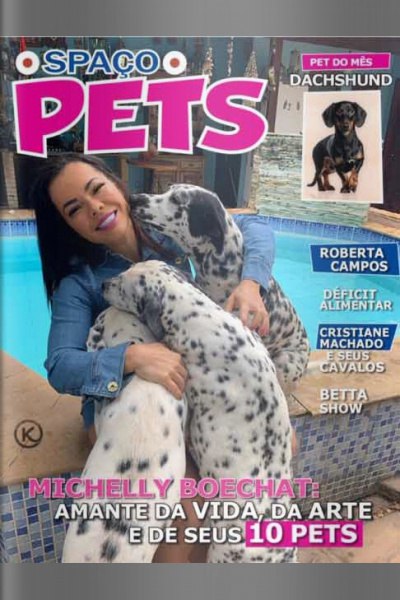 SPAÇO
PETS
PET DO MÊS
DACHSHUND
ROBERTA
CAMPOS
DÉFICIT
ALIMENTAR
CRISTIANE
MACHADO
E SEUS
CAVALOS
BETTA
SHOW
K
MICHELLY BOECHAT:
AMANTE DA VIDA, DA ARTE
E DE SEUS 10 PETS